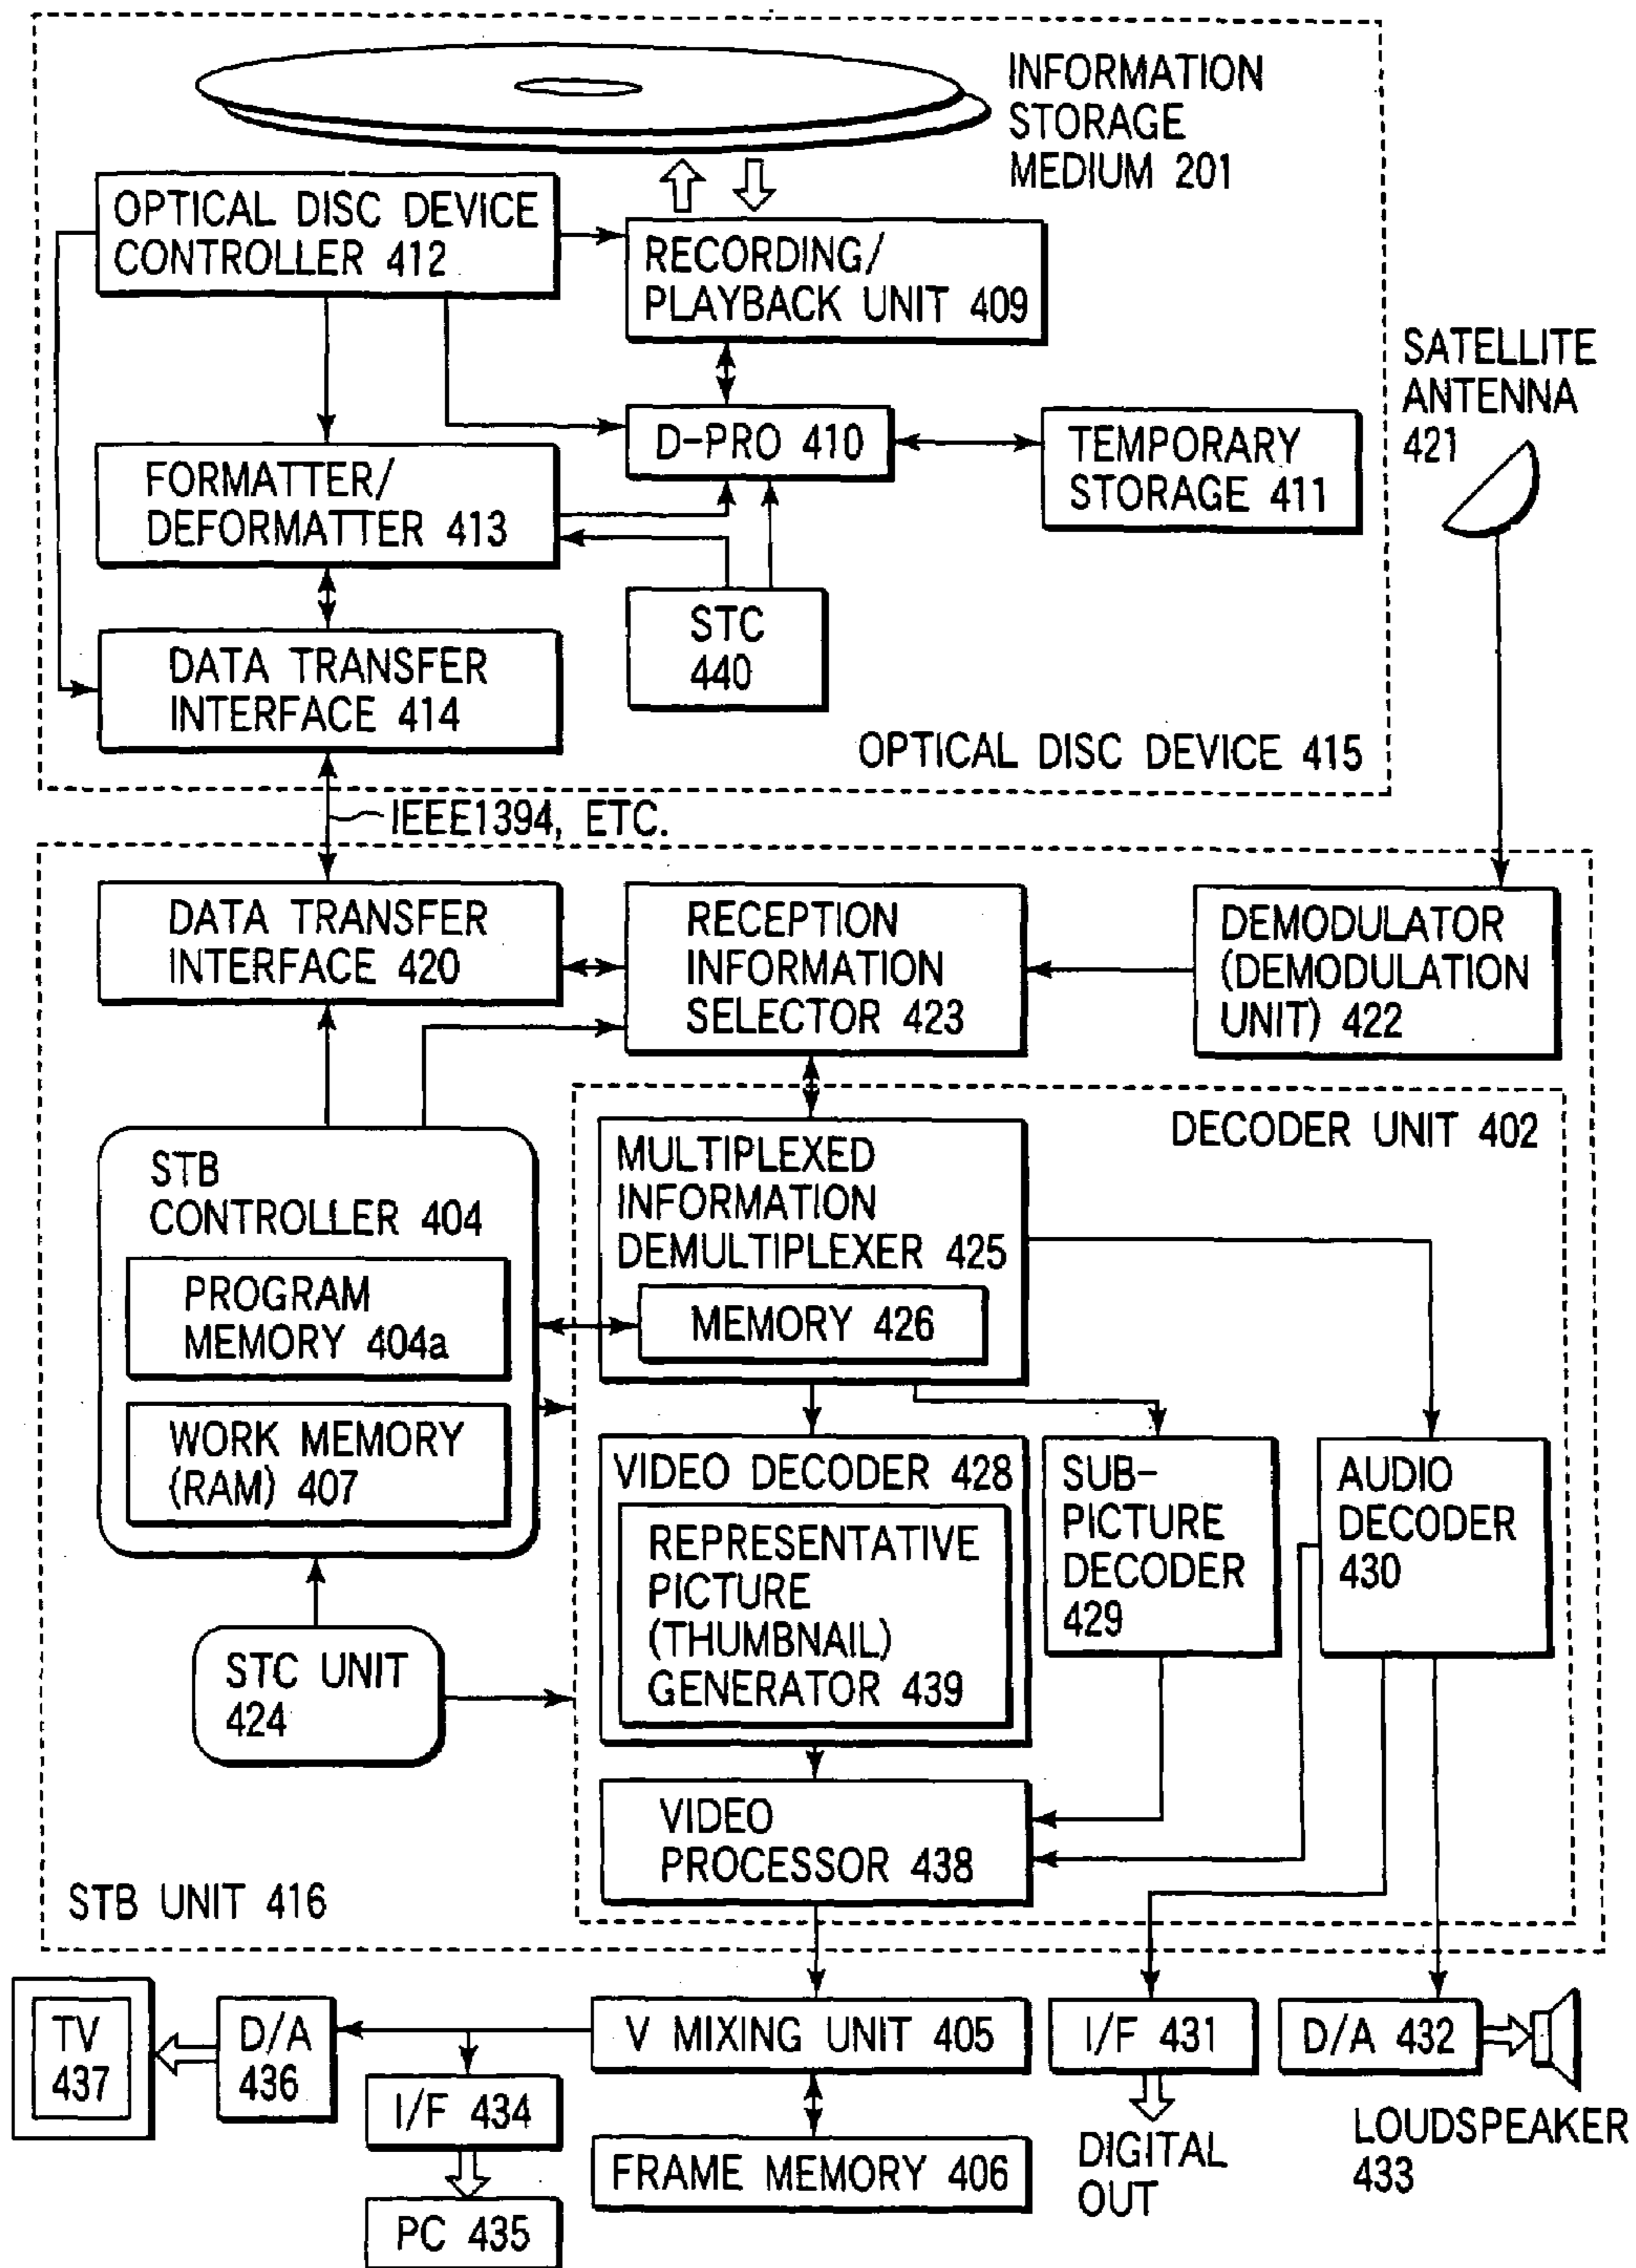 INFORMATION
STORAGE
MEDIUM 201
OPTICAL DISC DEVICE
CONTROLLER 412
RECORDING/
PLAYBACK UNIT 409
SATELLITE
ANTENNA
421
D-PRO 410
TEMPORARY
STORAGE 411
FORMATTER/
DEFORMATTER 413
STC
440
DATA TRANSFER
INTERFACE 414
OPTICAL DISC DEVICE 415
IEEE1394, ETC.
DATA TRANSFER
INTERFACE 420
RECEPTION
INFORMATION
SELECTOR 423
DEMODULATOR
(DEMODULATION
UNIT) 422
DECODER UNIT 402
STB
CONTROLLER 404
PROGRAM
MEMORY 404a
WORK MEMORY
(RAM) 407
MULTIPLEXED
INFORMATION
DEMULTIPLEXER 425
MEMORY 426
VIDEO DECODER 428
REPRESENTATIVE
PICTURE
(THUMBNAIL)
GENERATOR 439
SUB-
PICTURE
DECODER
429
AUDIO
DECODER
430
STC UNIT
424
VIDEO
PROCESSOR 438
STB UNIT 416
TV
437
D/A
436
V MIXING UNIT 405
I/F 431
D/A 432
I/F 434
FRAME MEMORY 406
DIGITAL
OUT
LOUDSPEAKER
433
PC 435